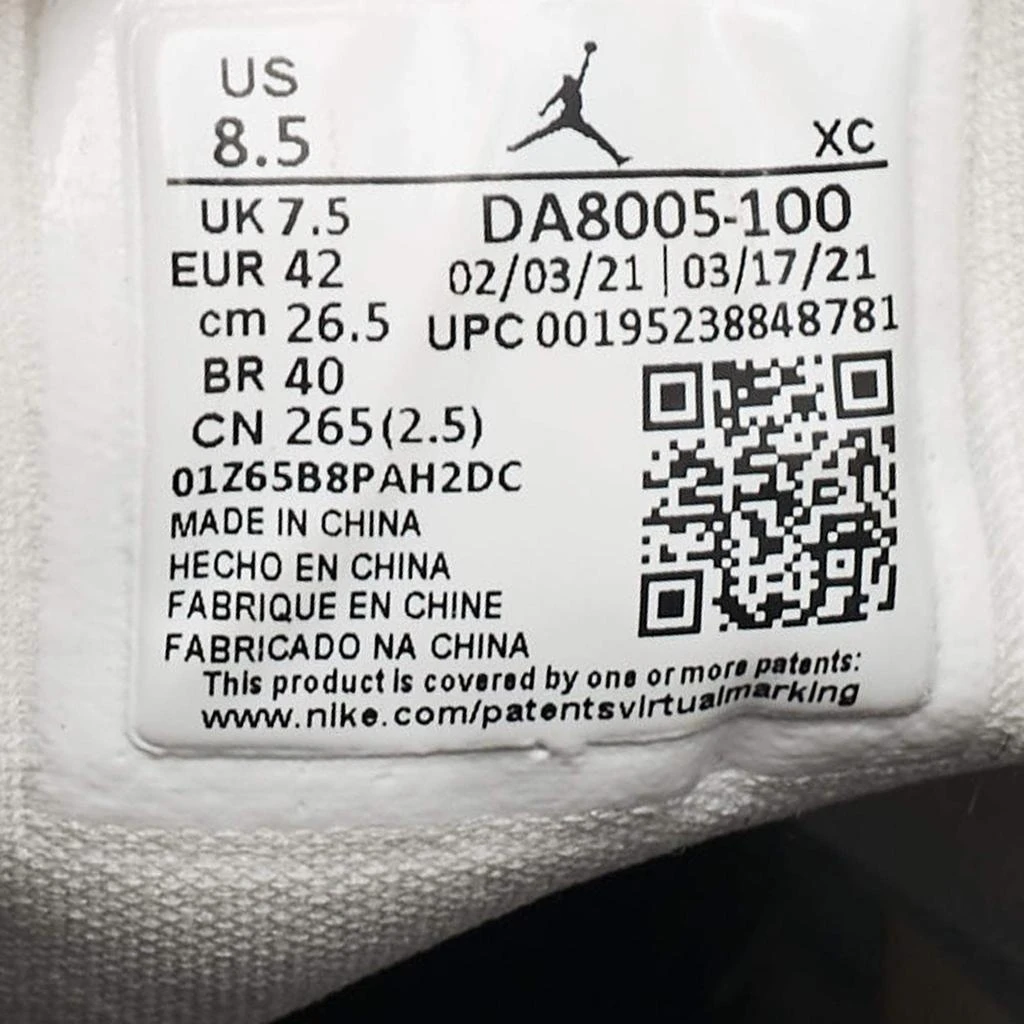 US
8.5
XC
UK 7.5
DA8005-100
EUR 42
02/03/21 | 03/17/21
cm 26.5
UPC 00195238848781
BR 40
CN 265(2.5)
01Z65B8PAH2DC
MADE IN CHINA
HECHO EN CHINA
FABRIQUE EN CHINE
FABRICADO NA CHINA
This product is covered by one or more patents:
www.nike.com/patentsvirtualmarking